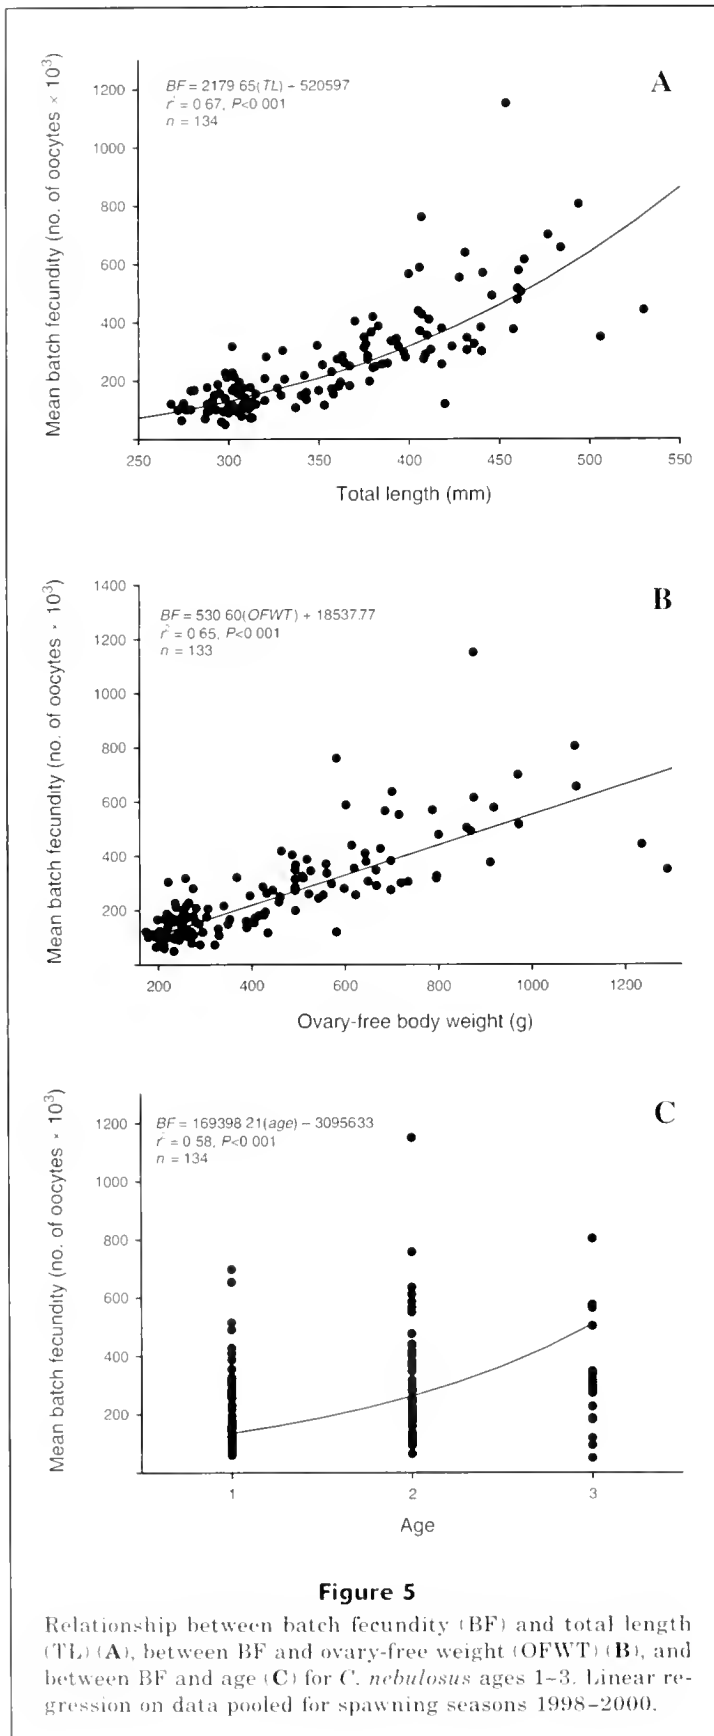 Mean batch fecundity (no. of oocytes × 10³)
1200
1000
800
600
400
200
BF = 2179 65(TL) – 520597
r² = 0 67, P<0 001
n = 134
A
250 300 350 400 450 500 550
Total length (mm)
Mean batch fecundity (no. of oocytes × 10³)
1400
1200
1000
800
600
400
200
BF = 530 60(OFWT) + 18537.77
r² = 0 65, P<0 001
n = 133
B
200 400 600 800 1000 1200
Ovary-free body weight (g)
Mean batch fecundity (no. of oocytes × 10³)
1200
1000
800
600
400
200
BF = 169398 21(age) – 3095633
r² = 0 58, P<0 001
n = 134
C
1 2 3
Age
Figure 5
Relationship between batch fecundity (BF) and total length
(TL) (A), between BF and ovary-free weight (OFWT) (B), and
between BF and age (C) for C. nebulosus ages 1–3. Linear re-
gression on data pooled for spawning seasons 1998–2000.